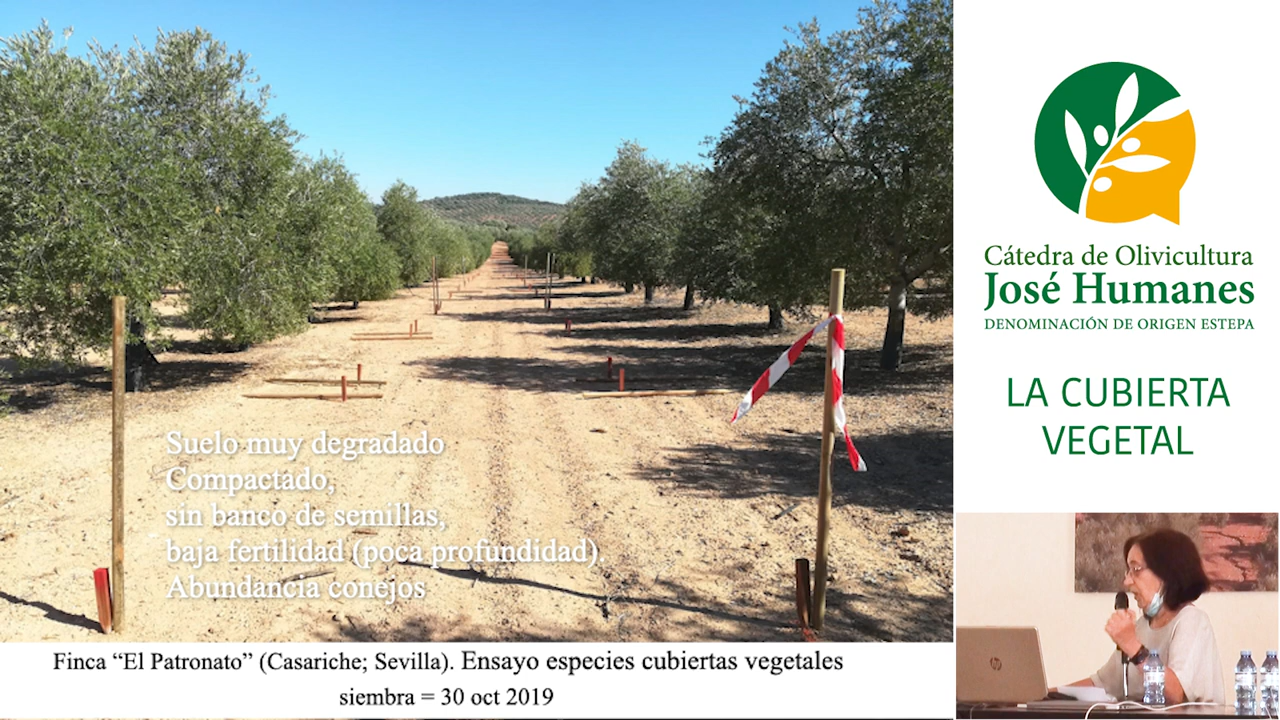 Suelo muy degradado
Compactado,
sin banco de semillas,
baja fertilidad (poca profundidad).
Abundancia conejos
Finca “El Patronato” (Casariche; Sevilla). Ensayo especies cubiertas vegetales
siembra = 30 oct 2019
Cátedra de Olivicultura
José Humanes
DENOMINACIÓN DE ORIGEN ESTEPA
LA CUBIERTA
VEGETAL
hp